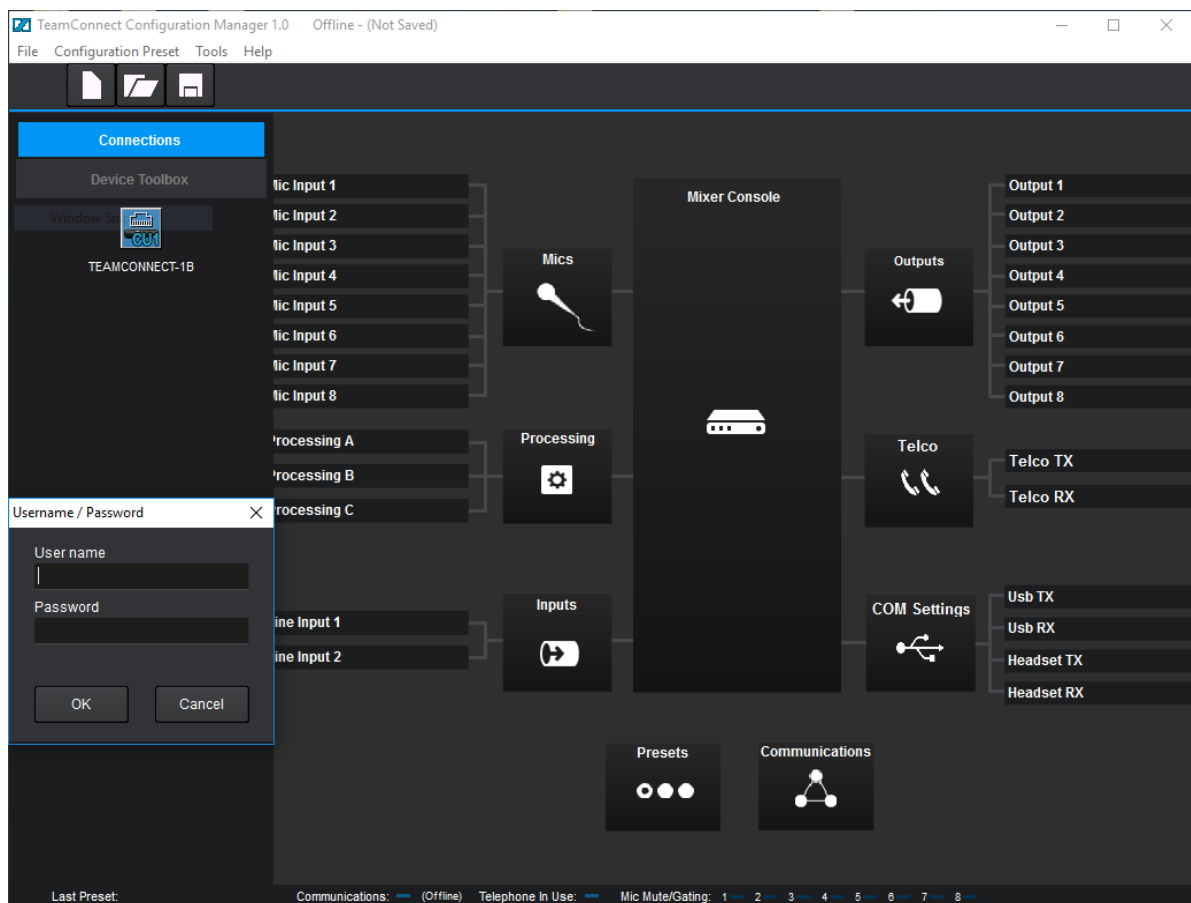 TeamConnect Configuration Manager 1.0 Offline - (Not Saved)
File Configuration Preset Tools Help
Connections
Device Toolbox
Window
CU1
TEAMCONNECT-1B
Mic Input 1
Mic Input 2
Mic Input 3
Mic Input 4
Mic Input 5
Mic Input 6
Mic Input 7
Mic Input 8
Processing A
Processing B
Processing C
Line Input 1
Line Input 2
Mics
Processing
Inputs
Mixer Console
Outputs
Telco
COM Settings
Output 1
Output 2
Output 3
Output 4
Output 5
Output 6
Output 7
Output 8
Telco TX
Telco RX
Usb TX
Usb RX
Headset TX
Headset RX
Presets
Communications
Username / Password
User name
Password
OK Cancel
Last Preset: Communications: (Offline) Telephone In Use: Mic Mute/Gating: 1 2 3 4 5 6 7 8